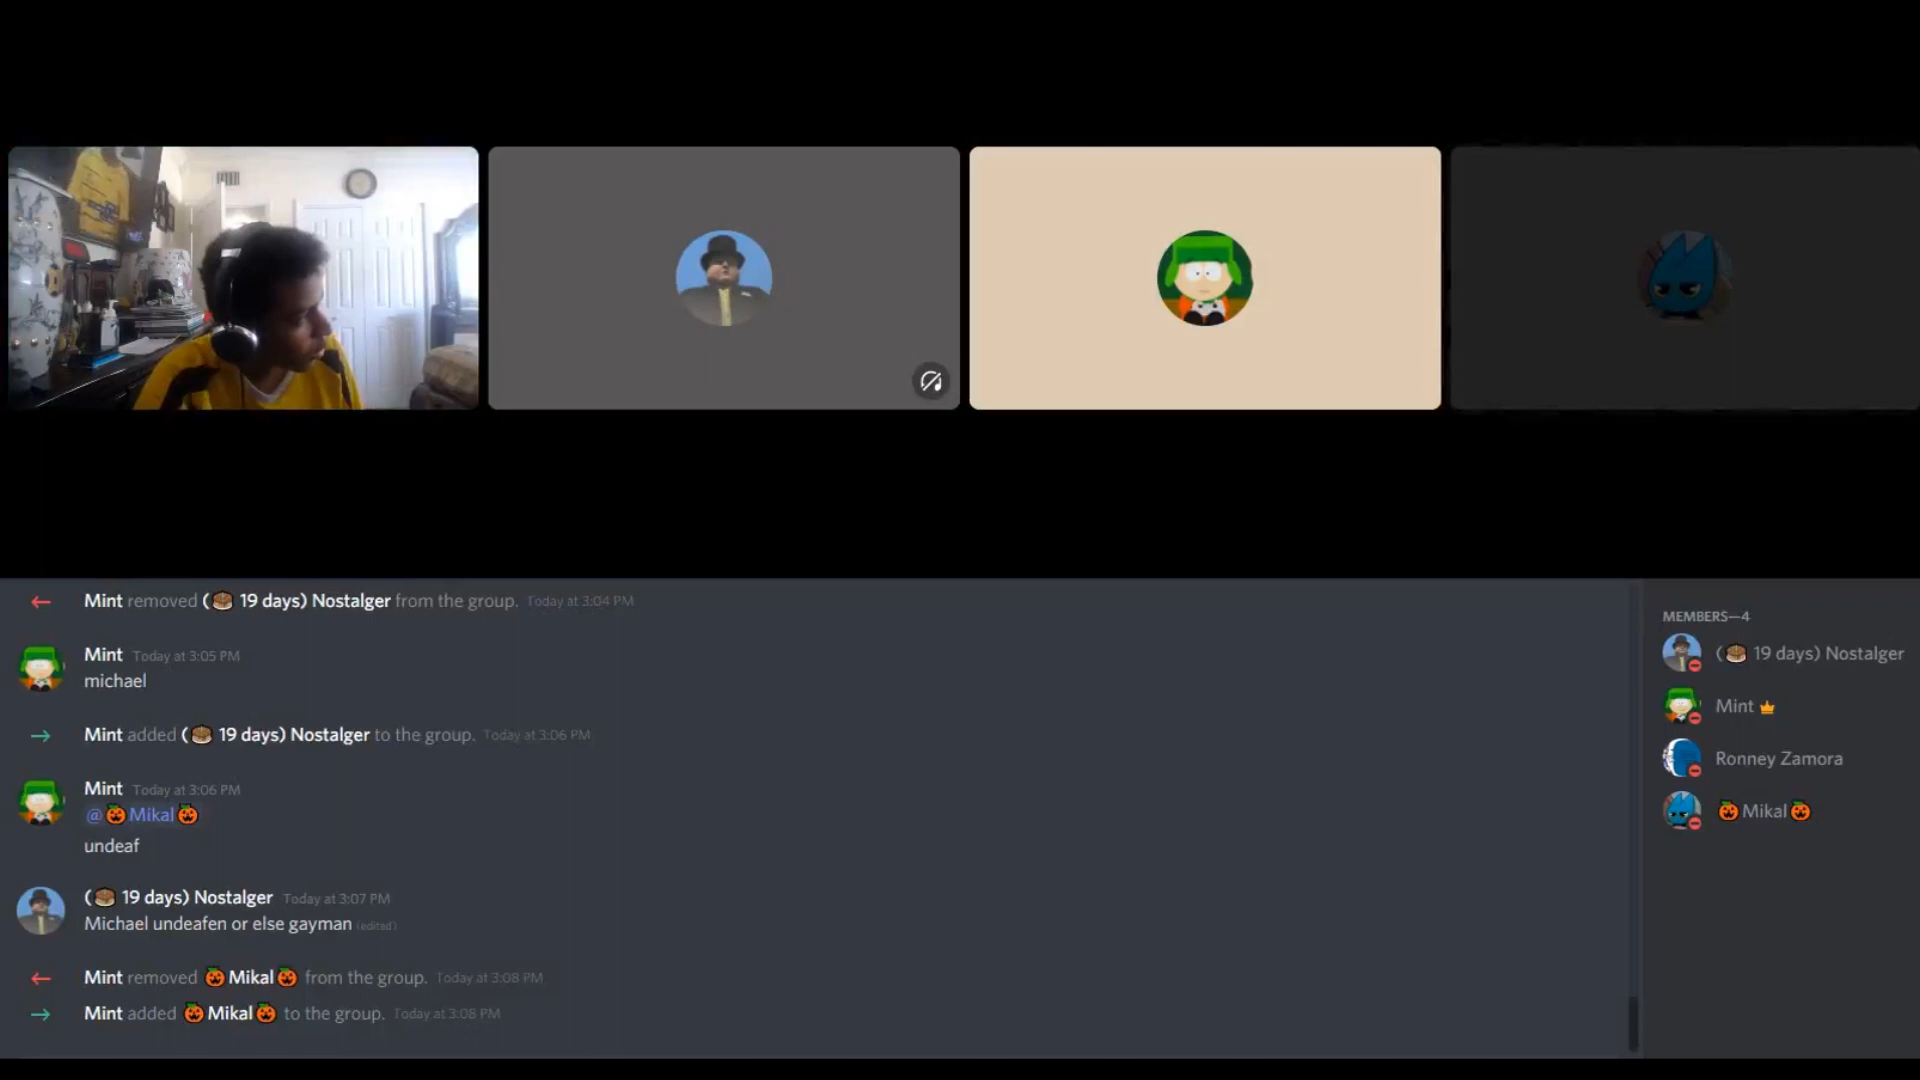 Mint removed (🥞 19 days) Nostalger from the group. Today at 3:04 PM
Mint Today at 3:05 PM
michael
Mint added (🥞 19 days) Nostalger to the group. Today at 3:06 PM
Mint Today at 3:06 PM
@🎃Mikal🎃
undeaf
(🥞 19 days) Nostalger Today at 3:07 PM
Michael undeafen or else gayman (edited)
Mint removed 🎃Mikal🎃 from the group. Today at 3:08 PM
Mint added 🎃Mikal🎃 to the group. Today at 3:08 PM
MEMBERS—4
(🥞 19 days) Nostalger
Mint
Ronney Zamora
🎃Mikal🎃